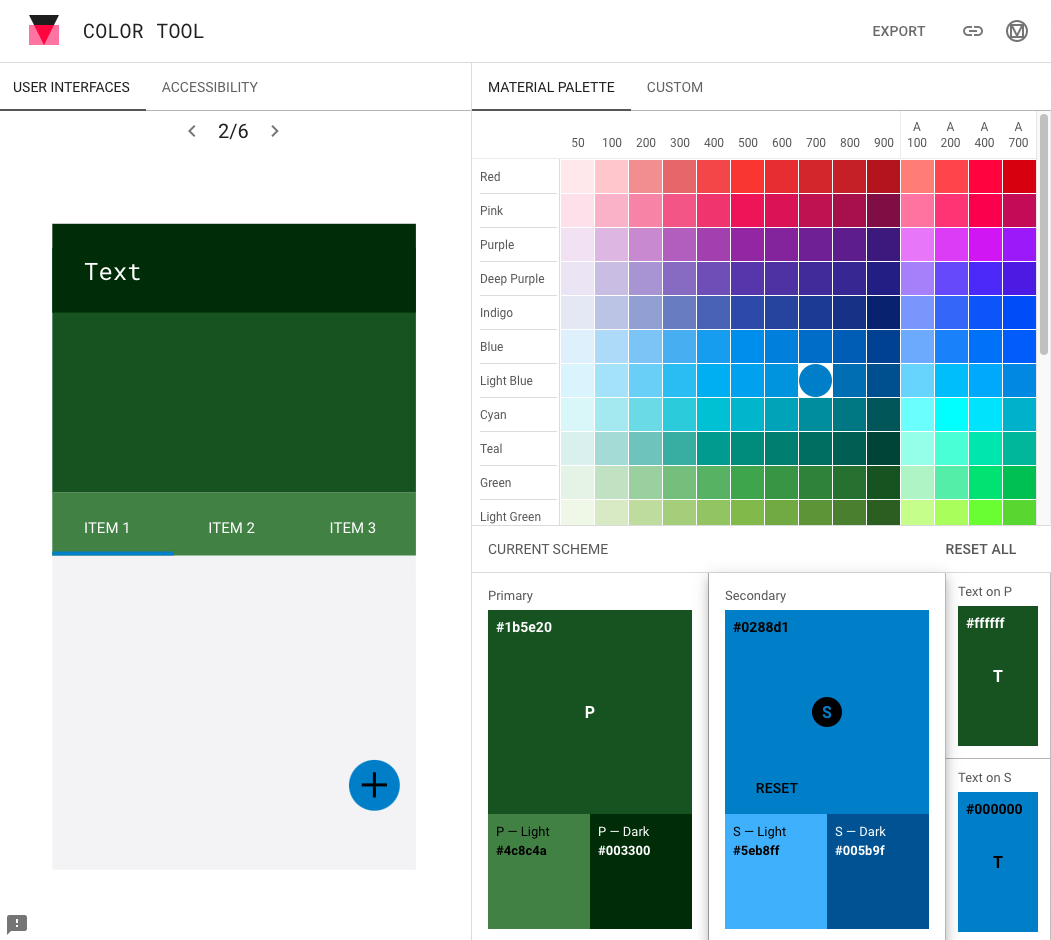 COLOR TOOL
EXPORT
USER INTERFACES ACCESSIBILITY
MATERIAL PALETTE CUSTOM
2/6
Text
ITEM 1 ITEM 2 ITEM 3
A A A A
50 100 200 300 400 500 600 700 800 900 100 200 400 700
Red
Pink
Purple
Deep Purple
Indigo
Blue
Light Blue
Cyan
Teal
Green
Light Green
CURRENT SCHEME RESET ALL
Primary
#1b5e20
P
P — Light
#4c8c4a
P — Dark
#003300
Secondary
#0288d1
S
RESET
S — Light
#5eb8ff
S — Dark
#005b9f
Text on P
#ffffff
T
Text on S
#000000
T